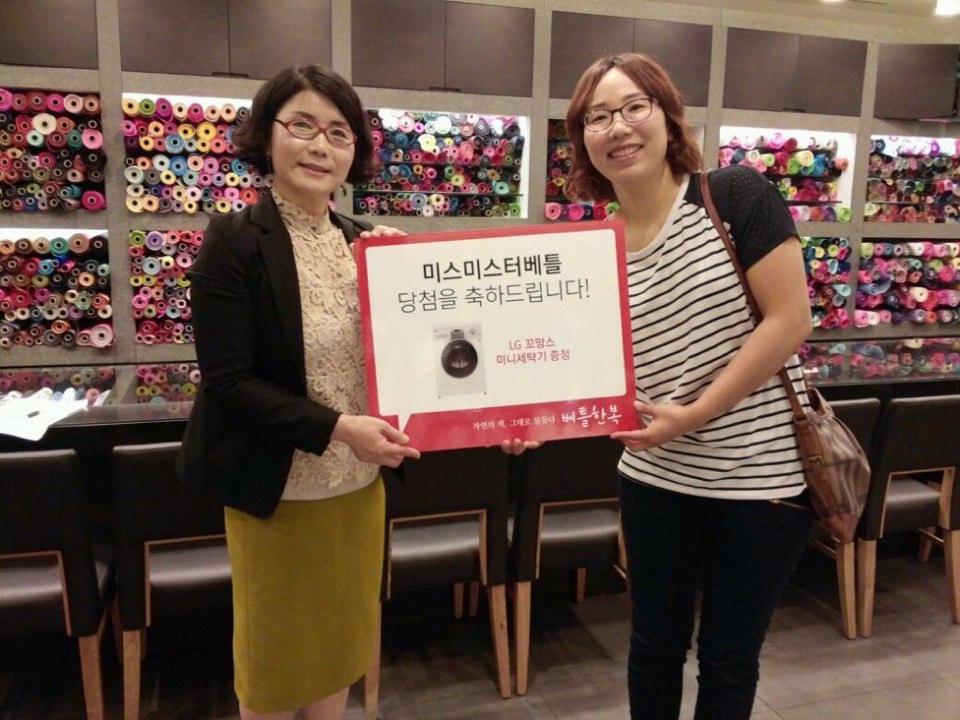 미스미스터베틀
당첨을 축하드립니다!
LG 꼬망스
미니세탁기 증정
자연의 색, 그대로 물들다 베틀한복